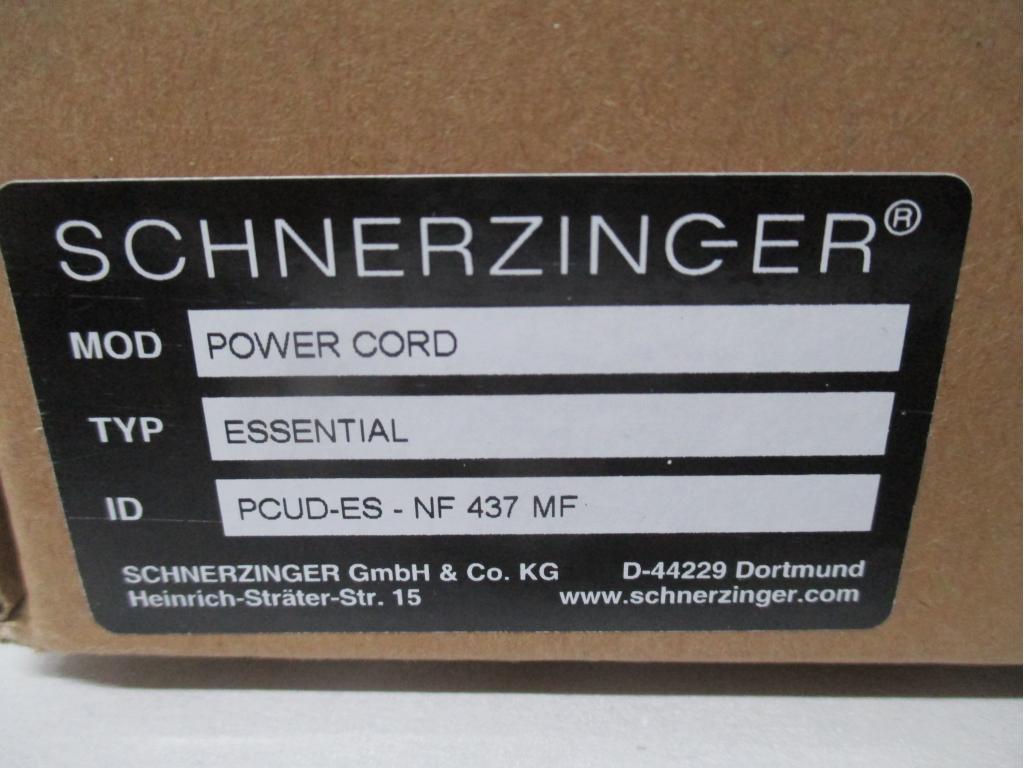 SCHNERZINGER®
MOD POWER CORD
TYP ESSENTIAL
ID PCUD-ES - NF 437 MF
SCHNERZINGER GmbH & Co. KG D-44229 Dortmund
Heinrich-Sträter-Str. 15 www.schnerzinger.com